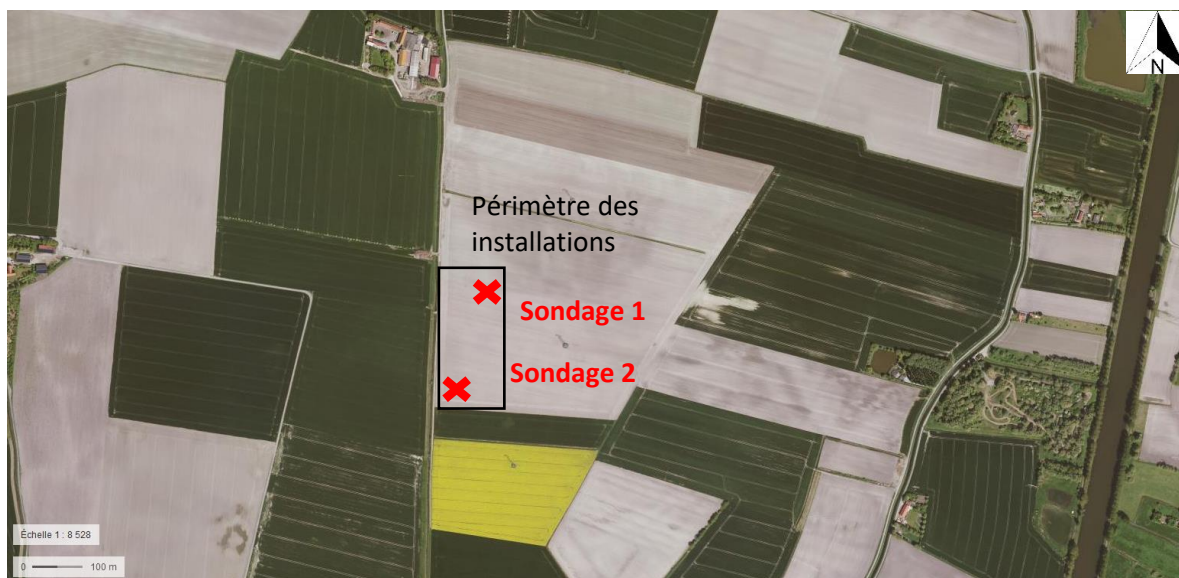 N
Périmètre des
installations
Sondage 1
Sondage 2
Échelle 1 : 8 528
0 100 m